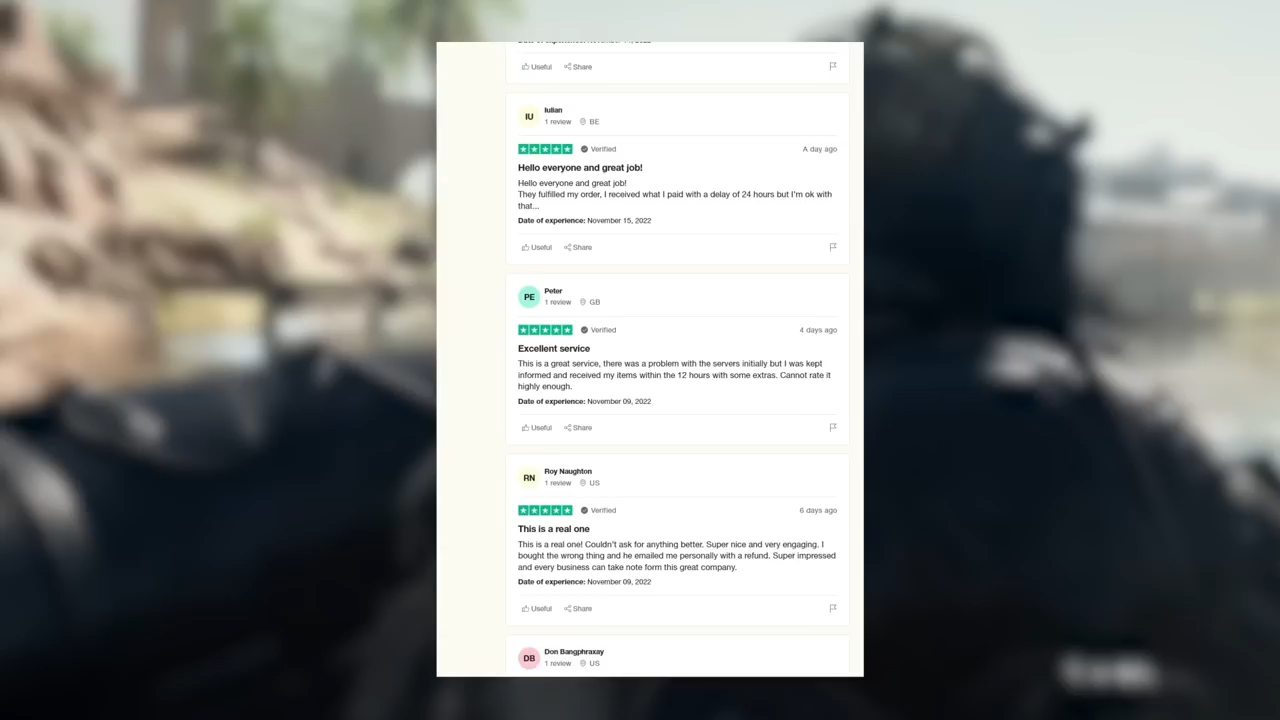 Useful Share
IU
Iulian
1 review BE
Verified A day ago
Hello everyone and great job!
Hello everyone and great job!
They fulfilled my order, I received what I paid with a delay of 24 hours but I'm ok with
that...
Date of experience: November 15, 2022
Useful Share
PE
Peter
1 review GB
Verified 4 days ago
Excellent service
This is a great service, there was a problem with the servers initially but I was kept
informed and received my items within the 12 hours with some extras. Cannot rate it
highly enough.
Date of experience: November 09, 2022
Useful Share
RN
Roy Naughton
1 review US
Verified 6 days ago
This is a real one
This is a real one! Couldn't ask for anything better. Super nice and very engaging. I
bought the wrong thing and he emailed me personally with a refund. Super impressed
and every business can take note form this great company.
Date of experience: November 09, 2022
Useful Share
DB
Don Bangphraxay
1 review US